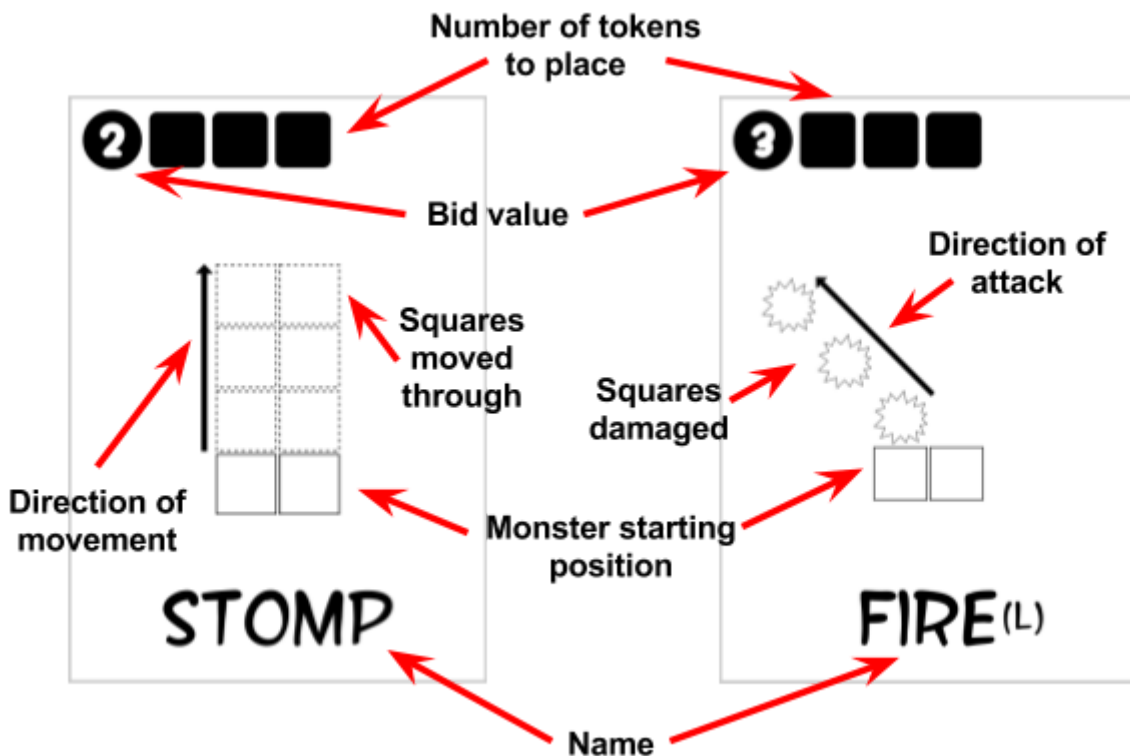 Number of tokens
to place
2
3
Bid value
Direction of
attack
Squares
moved
through
Squares
damaged
Direction of
movement
Monster starting
position
STOMP
FIRE (L)
Name